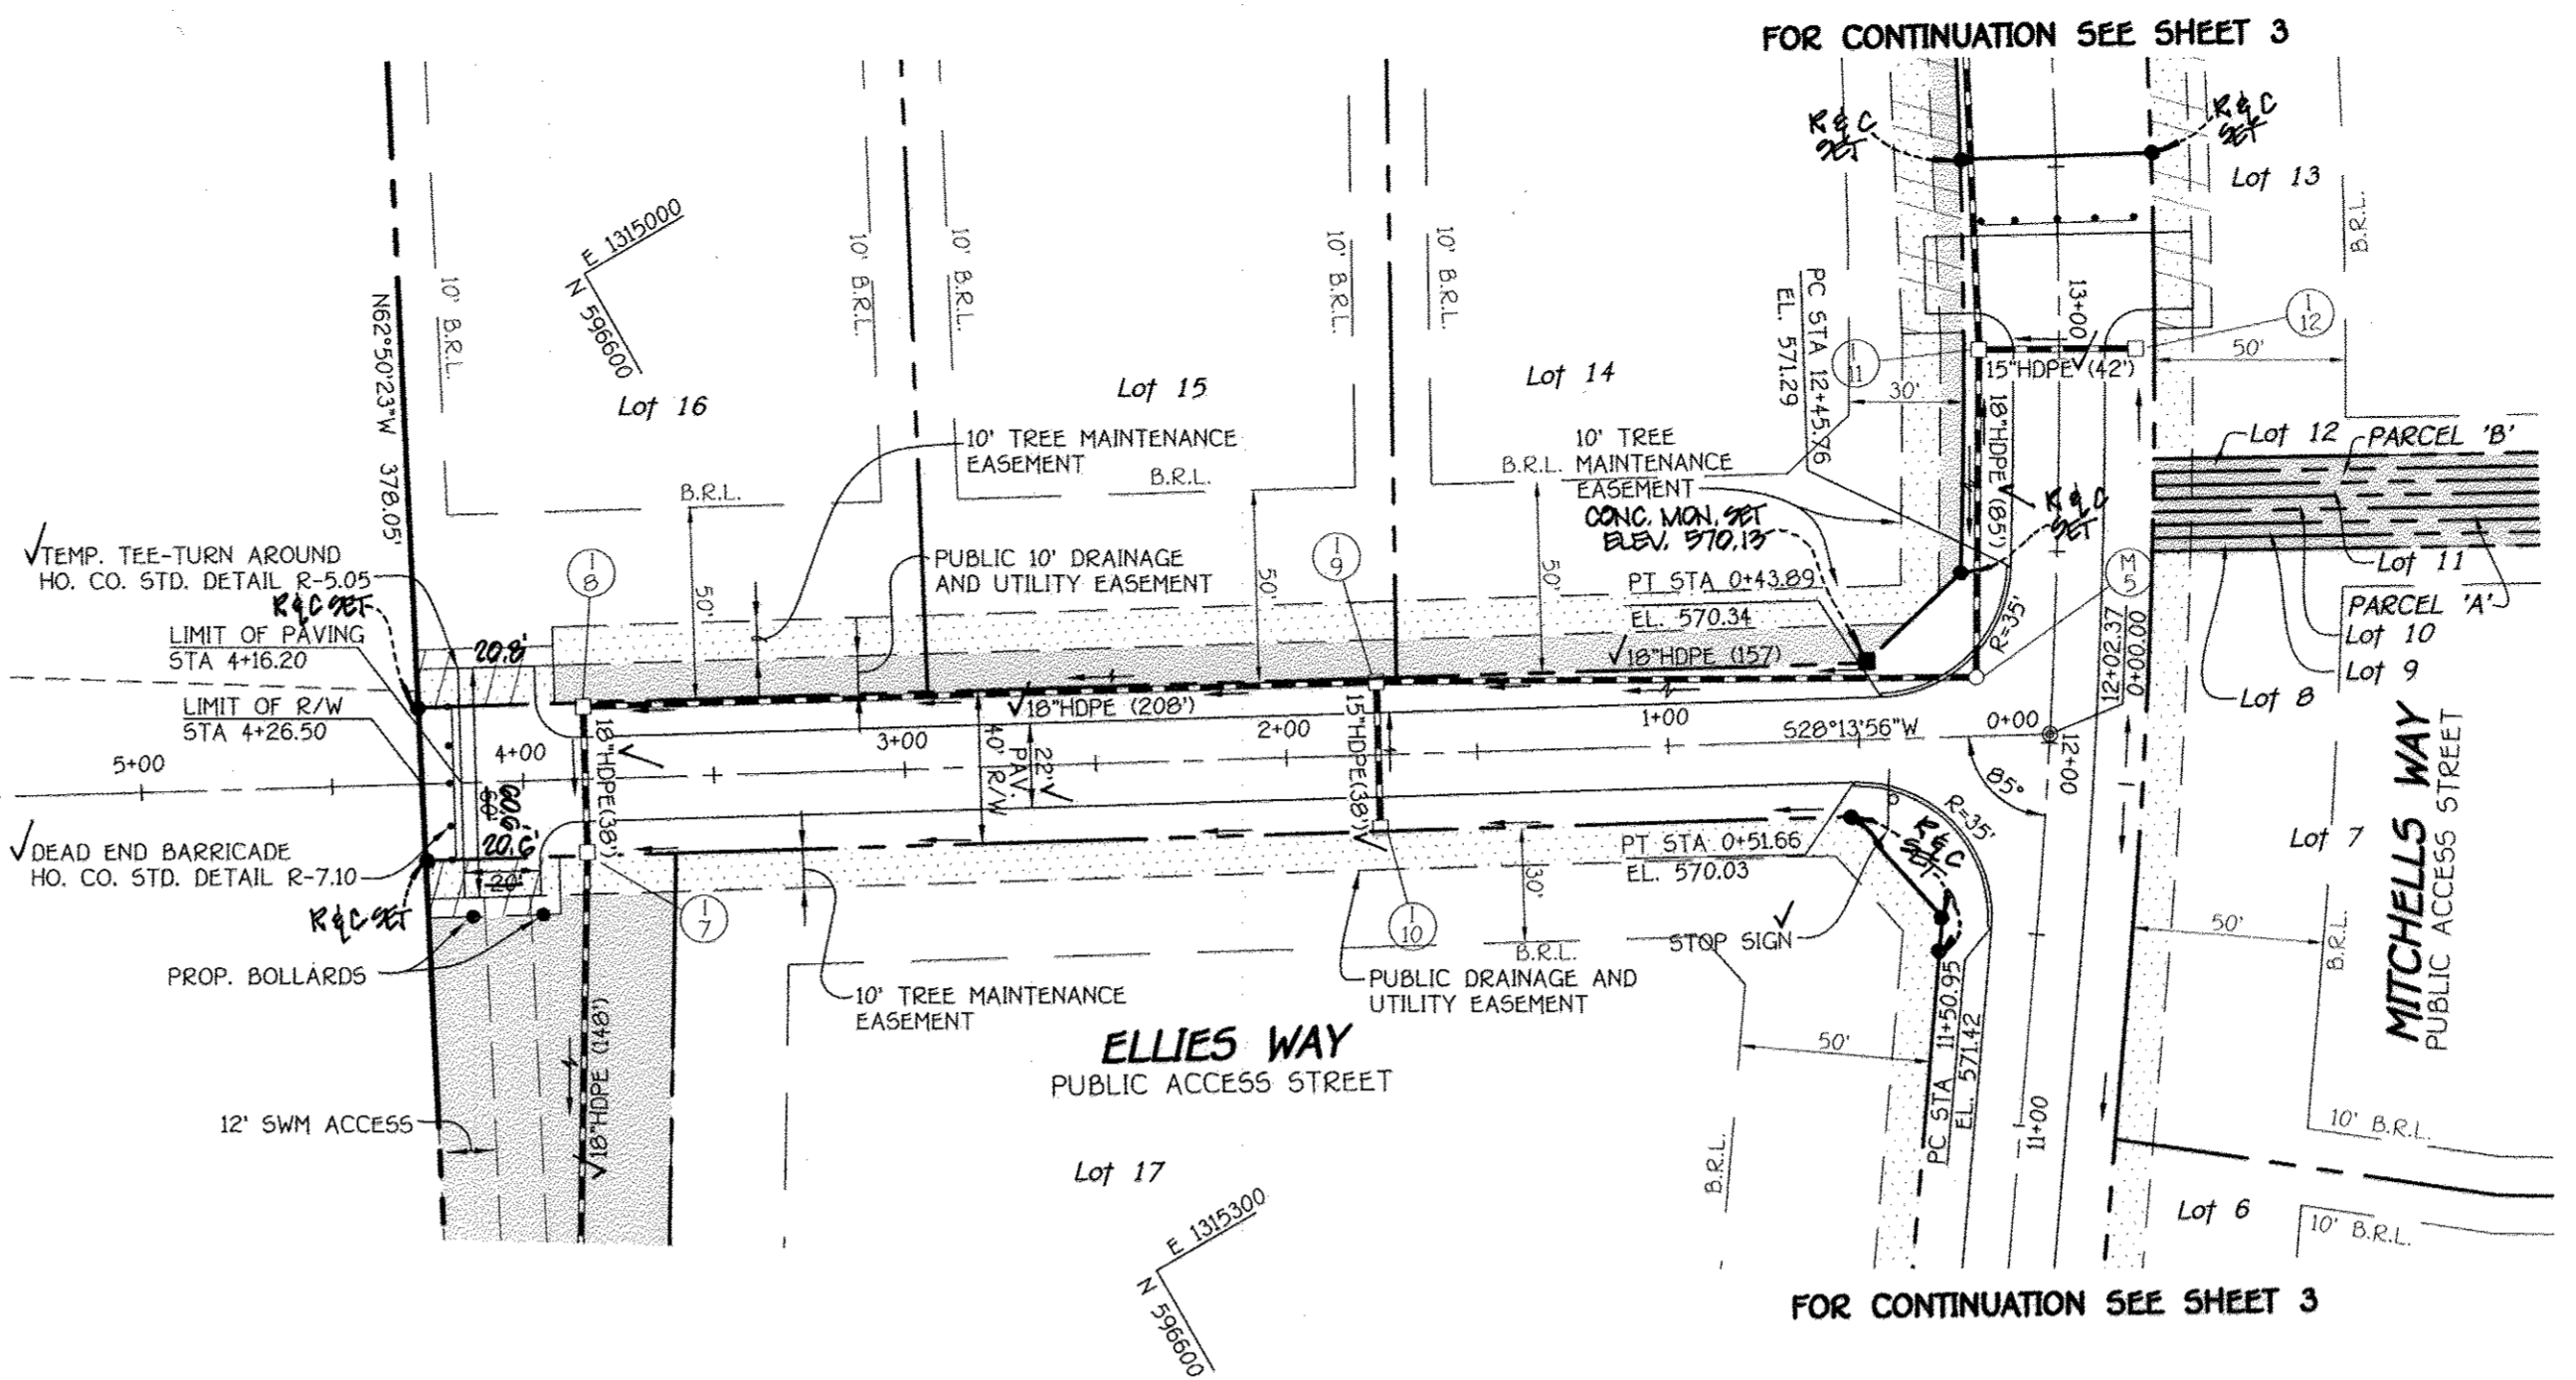 FOR CONTINUATION SEE SHEET 3
R & C
SET
R & C
SET
Lot 13
B.R.L.
E 1315000
N 596600
10' B.R.L.
10' B.R.L.
10' B.R.L.
10' B.R.L.
10' B.R.L.
N62°50'23"W 378.05'
PC STA 12+45.76
EL. 571.29
13+00
I
12
I
11
15"HDPE (42')
50'
30'
18"HDPE (85')
Lot 16
Lot 15
Lot 14
10' TREE MAINTENANCE
EASEMENT
B.R.L.
B.R.L.
B.R.L.
10' TREE
MAINTENANCE
EASEMENT
CONC. MON. SET
ELEV. 570.13
R & C
SET
Lot 12
PARCEL 'B'
Lot 11
PARCEL 'A'
Lot 10
Lot 9
Lot 8
TEMP. TEE-TURN AROUND
HO. CO. STD. DETAIL R-5.05
R & C SET
LIMIT OF PAVING
STA 4+16.20
LIMIT OF R/W
STA 4+26.50
20.8'
I
8
50'
PUBLIC 10' DRAINAGE
AND UTILITY EASEMENT
50'
I
9
50'
PT STA 0+43.89
EL. 570.34
18"HDPE (157)
R=35'
M
5
12+02.37
0+00.00
18"HDPE (208')
5+00
4+00
3+00
2+00
1+00
0+00
S28°13'56"W
12+00
85°
18"HDPE(38')
40' R/W
22'
PAV.
15"HDPE(38')
60'
60.6'
20.6'
20'
DEAD END BARRICADE
HO. CO. STD. DETAIL R-7.10
R & C SET
PROP. BOLLARDS
I
7
10' TREE MAINTENANCE
EASEMENT
I
10
30'
B.R.L.
PUBLIC DRAINAGE AND
UTILITY EASEMENT
PT STA 0+51.66
EL. 570.03
STOP SIGN
R & C
SET
R=35'
Lot 7
50'
B.R.L.
MITCHELLS WAY
PUBLIC ACCESS STREET
ELLIES WAY
PUBLIC ACCESS STREET
PC STA 11+50.95
EL. 571.42
50'
11+00
12' SWM ACCESS
18"HDPE (148')
Lot 17
B.R.L.
10' B.R.L.
Lot 6
10' B.R.L.
E 1315300
N 596600
FOR CONTINUATION SEE SHEET 3